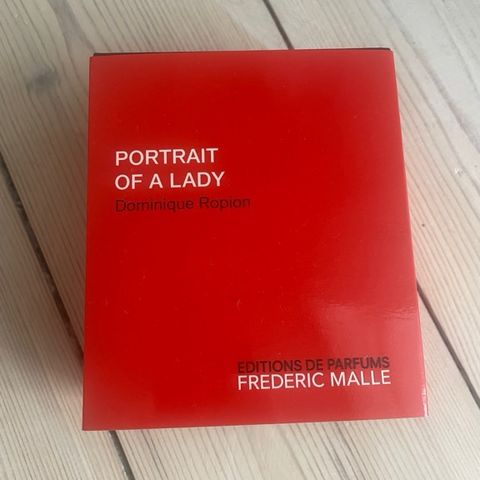 PORTRAIT
OF A LADY
Dominique Ropion
EDITIONS DE PARFUMS
FREDERIC MALLE